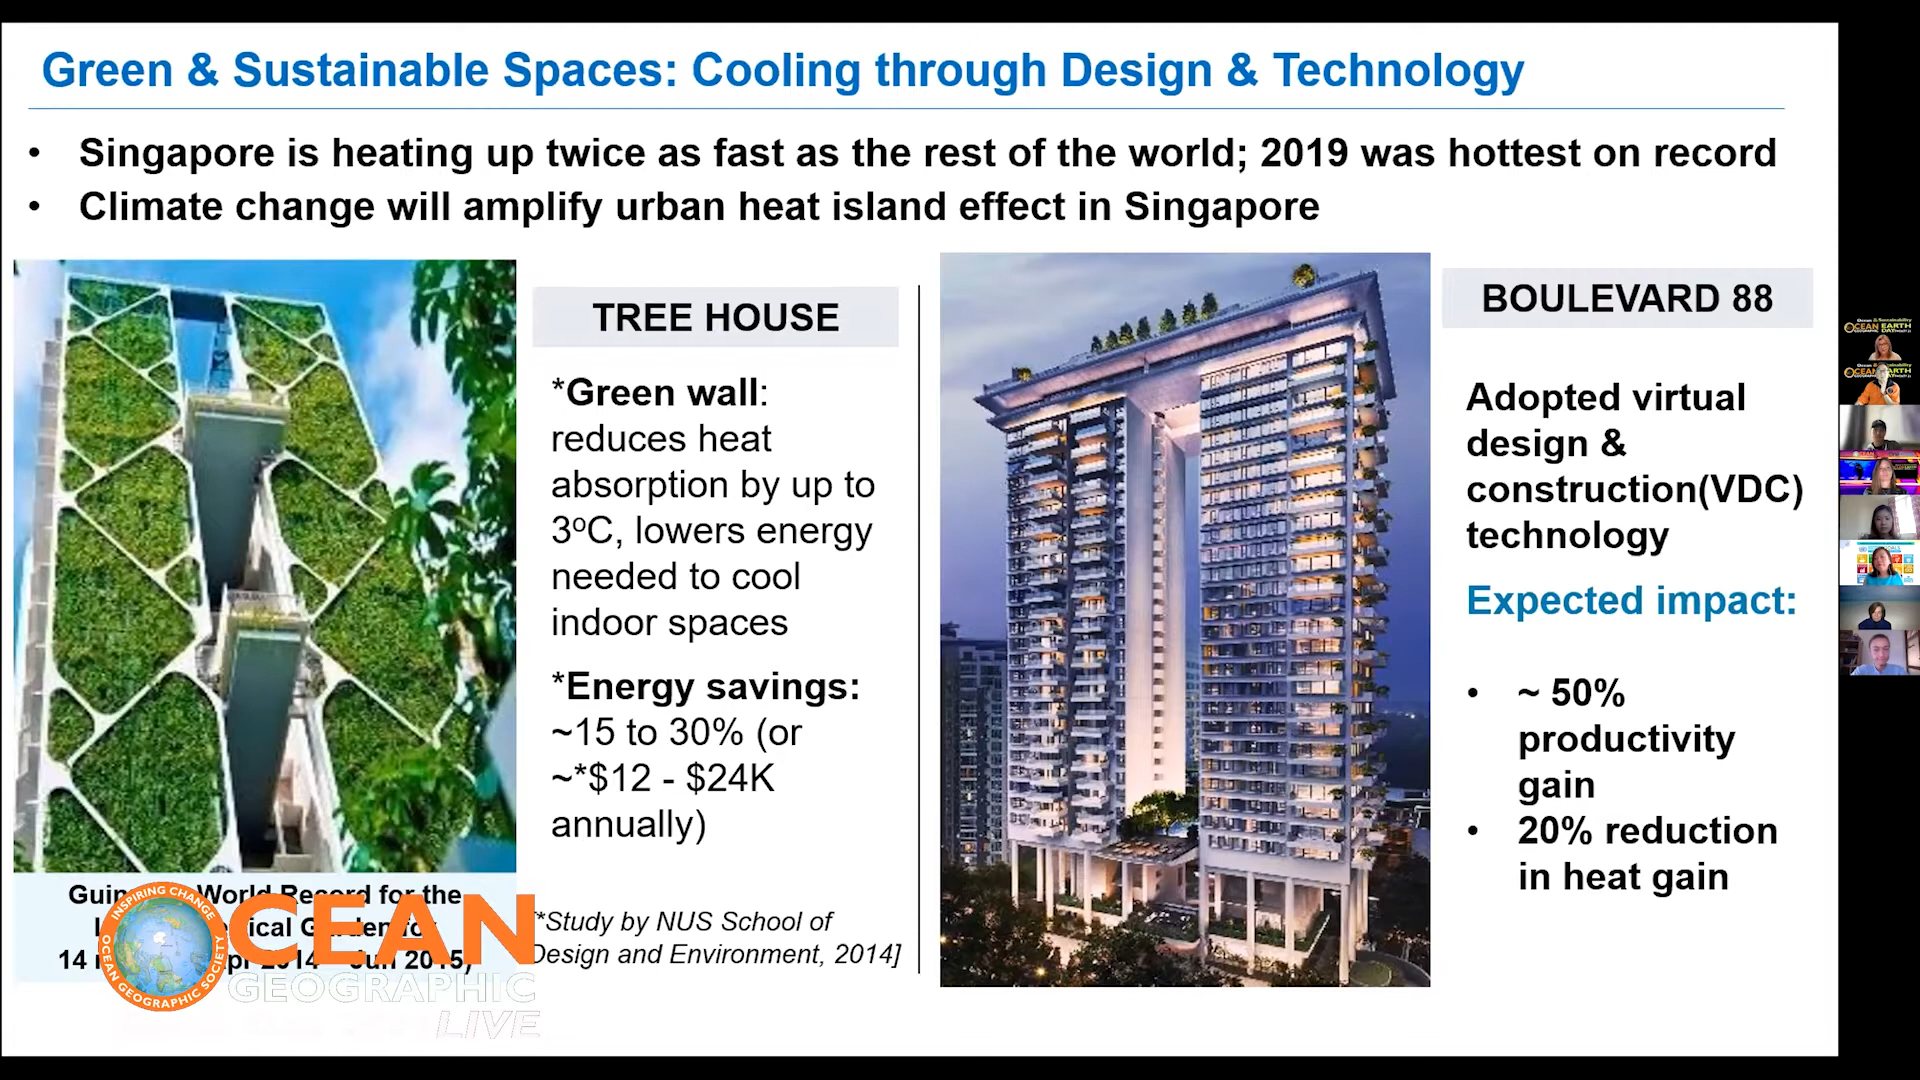 Green & Sustainable Spaces: Cooling through Design & Technology
• Singapore is heating up twice as fast as the rest of the world; 2019 was hottest on record
• Climate change will amplify urban heat island effect in Singapore
TREE HOUSE
*Green wall:
reduces heat
absorption by up to
3ºC, lowers energy
needed to cool
indoor spaces
*Energy savings:
~15 to 30% (or
~*$12 - $24K
annually)
*Study by NUS School of
Design and Environment, 2014]
World Record for the
14
2015)
INSPIRING CHANGE
OCEAN GEOGRAPHIC SOCIETY
OCEAN
GEOGRAPHIC
LIVE
BOULEVARD 88
Adopted virtual
design &
construction(VDC)
technology
Expected impact:
• ~ 50%
productivity
gain
• 20% reduction
in heat gain